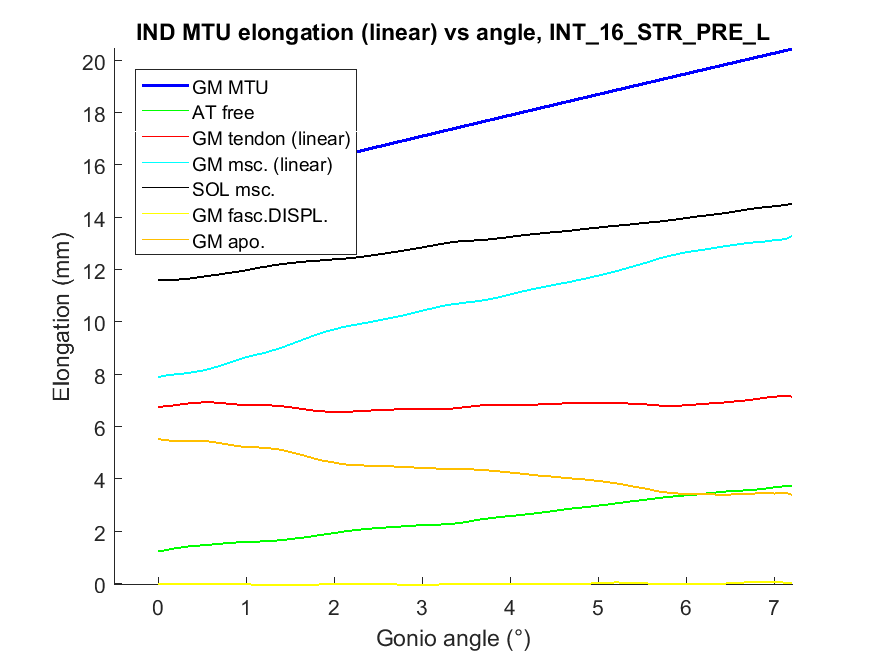 IND MTU elongation (linear) vs angle, INT_16_STR_PRE_L
20
18
16
14
12
10
8
6
4
2
0
Elongation (mm)
GM MTU
AT free
GM tendon (linear)
GM msc. (linear)
SOL msc.
GM fasc.DISPL.
GM apo.
0 1 2 3 4 5 6 7
Gonio angle (°)